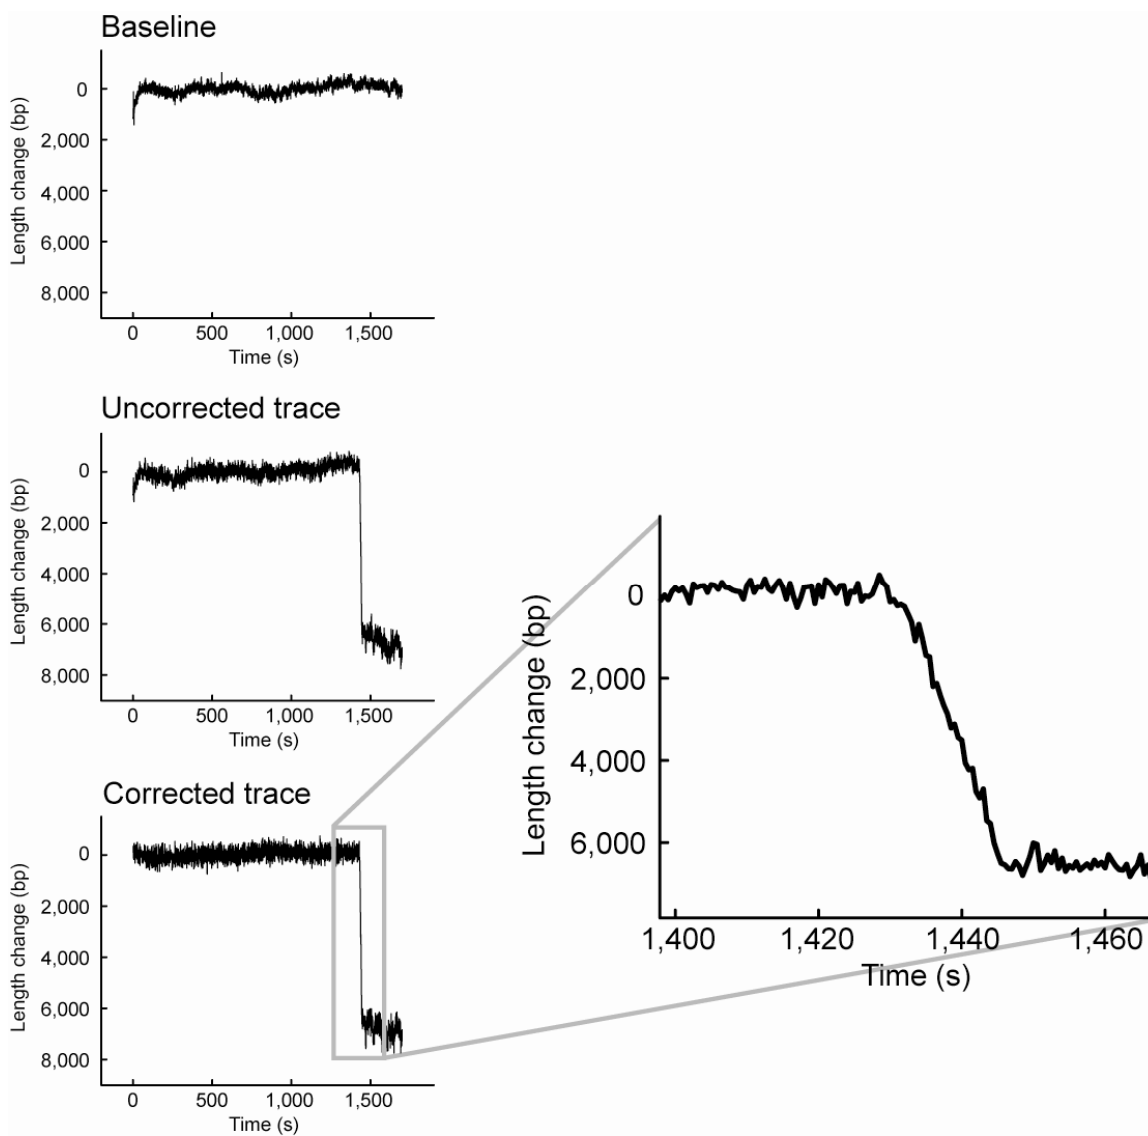 Baseline
Length change (bp)
0
2,000
4,000
6,000
8,000
0 500 1,000 1,500
Time (s)
Uncorrected trace
Length change (bp)
0
2,000
4,000
6,000
8,000
0 500 1,000 1,500
Time (s)
Corrected trace
Length change (bp)
0
2,000
4,000
6,000
8,000
0 500 1,000 1,500
Time (s)
Length change (bp)
0
2,000
4,000
6,000
1,400 1,420 1,440 1,460
Time (s)